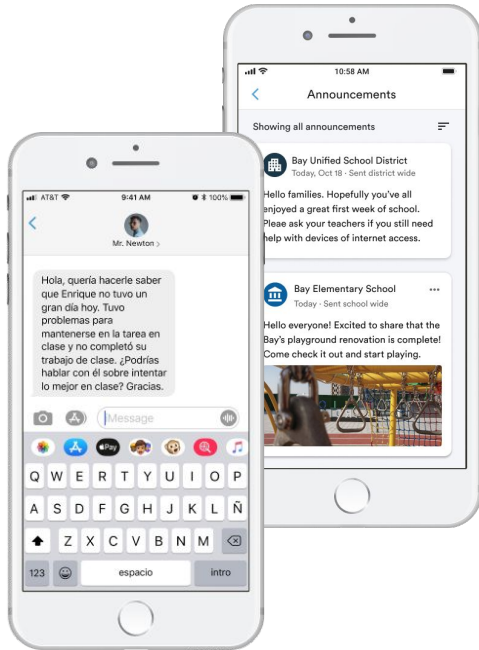 AT&T
9:41 AM
100%
Mr. Newton >
Hola, quería hacerle saber
que Enrique no tuvo un
gran día hoy. Tuvo
problemas para
mantenerse en la tarea en
clase y no completó su
trabajo de clase. ¿Podrías
hablar con él sobre intentar
lo mejor en clase? Gracias.
Message
Pay
Q W E R T Y U I O P
A S D F G H J K L Ñ
Z X C V B N M
123 espacio intro
10:58 AM
Announcements
Showing all announcements
Bay Unified School District
Today, Oct 18 · Sent district wide
Hello families. Hopefully you've all
enjoyed a great first week of school.
Pleae ask your teachers if you still need
help with devices of internet access.
Bay Elementary School
Today · Sent school wide
Hello everyone! Excited to share that the
Bay's playground renovation is complete!
Come check it out and start playing.